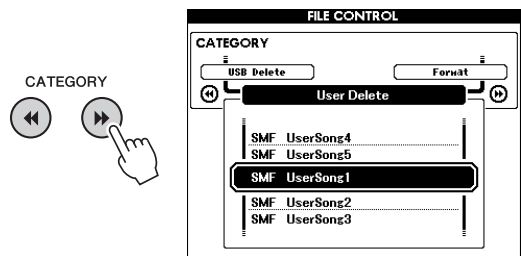 FILE CONTROL
CATEGORY
USB Delete
Format
User Delete
CATEGORY
SMF UserSong4
SMF UserSong5
SMF UserSong1
SMF UserSong2
SMF UserSong3